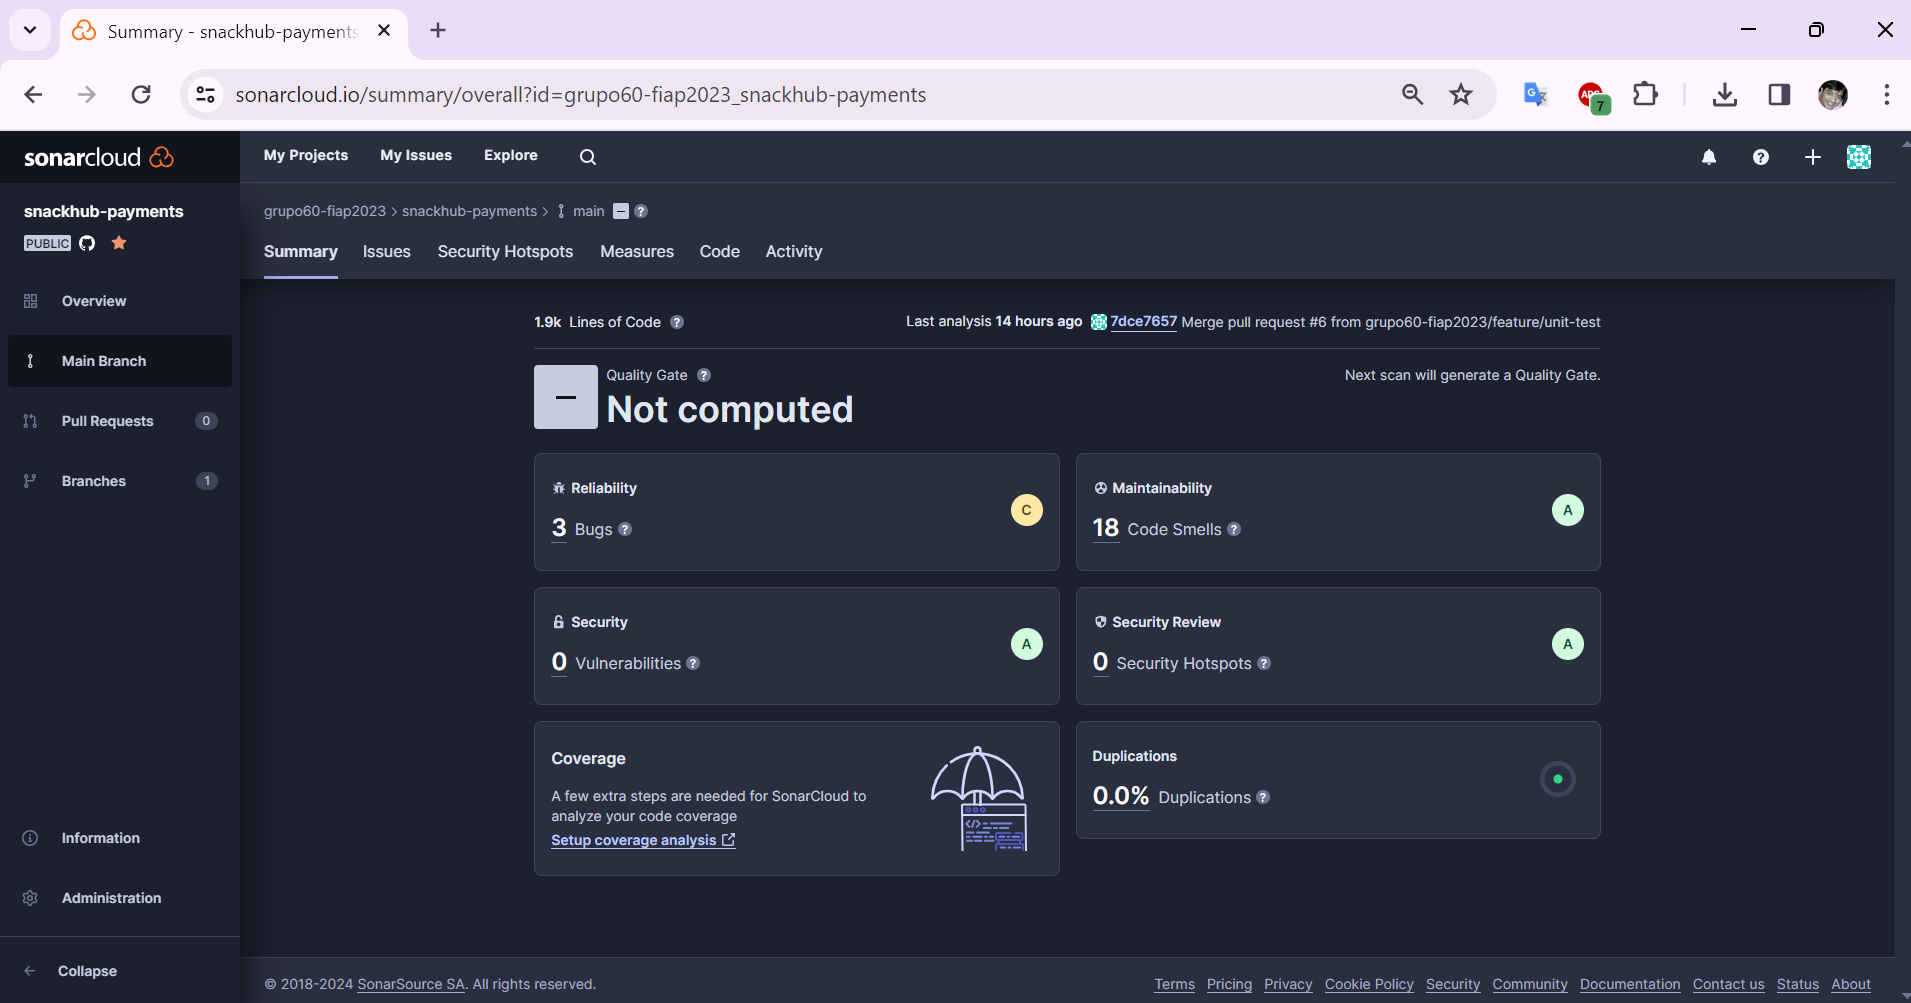 Summary - snackhub-payments
sonarcloud.io/summary/overall?id=grupo60-fiap2023_snackhub-payments
7
sonarcloud
My Projects
My Issues
Explore
snackhub-payments
PUBLIC
Overview
Main Branch
Pull Requests 0
Branches 1
Information
Administration
Collapse
grupo60-fiap2023 > snackhub-payments > main
Summary
Issues
Security Hotspots
Measures
Code
Activity
1.9k Lines of Code ?
Last analysis 14 hours ago 7dce7657 Merge pull request #6 from grupo60-fiap2023/feature/unit-test
Quality Gate ?
Next scan will generate a Quality Gate.
Not computed
Reliability
3 Bugs ?
C
Maintainability
18 Code Smells ?
A
Security
0 Vulnerabilities ?
A
Security Review
0 Security Hotspots ?
A
Coverage
A few extra steps are needed for SonarCloud to
analyze your code coverage
Setup coverage analysis
Duplications
0.0% Duplications ?
© 2018-2024 SonarSource SA. All rights reserved.
Terms Pricing Privacy Cookie Policy Security Community Documentation Contact us Status About